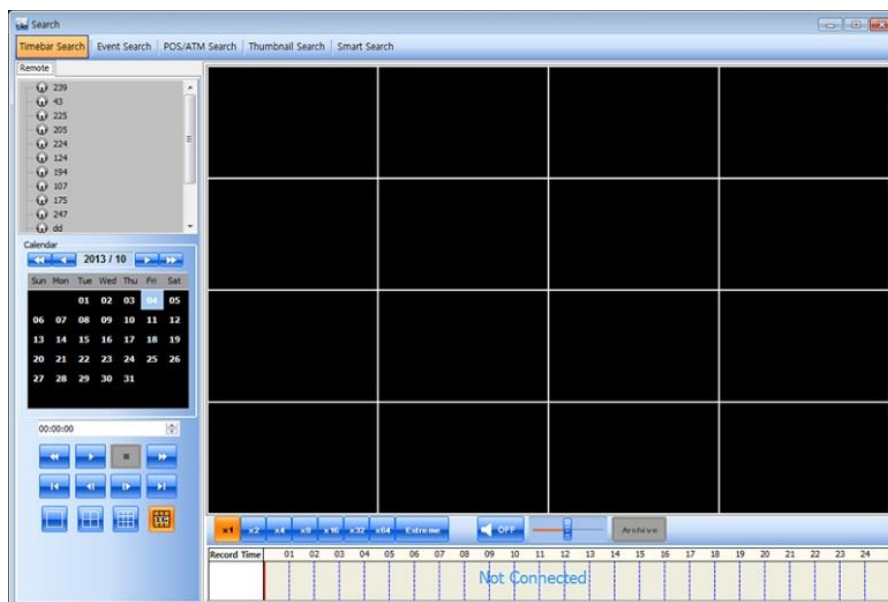 Search
Timebar Search Event Search POS/ATM Search Thumbnail Search Smart Search
Remote
239
43
225
205
224
124
194
107
175
247
dd
Calendar
2013 / 10
Sun Mon Tue Wed Thu Fri Sat
01 02 03 04 05
06 07 08 09 10 11 12
13 14 15 16 17 18 19
20 21 22 23 24 25 26
27 28 29 30 31
00:00:00
x1 x2 x4 x8 x16 x32 x64 Extreme OFF Archive
Record Time 01 02 03 04 05 06 07 08 09 10 11 12 13 14 15 16 17 18 19 20 21 22 23 24
Not Connected